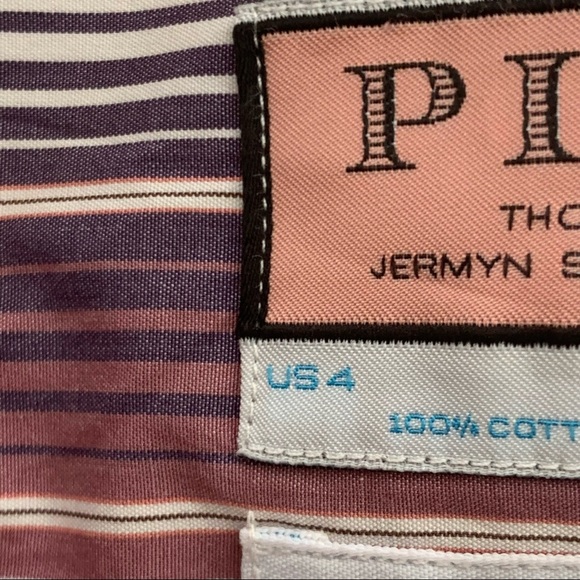 PI
THO
JERMYN S
US 4
100% COTT